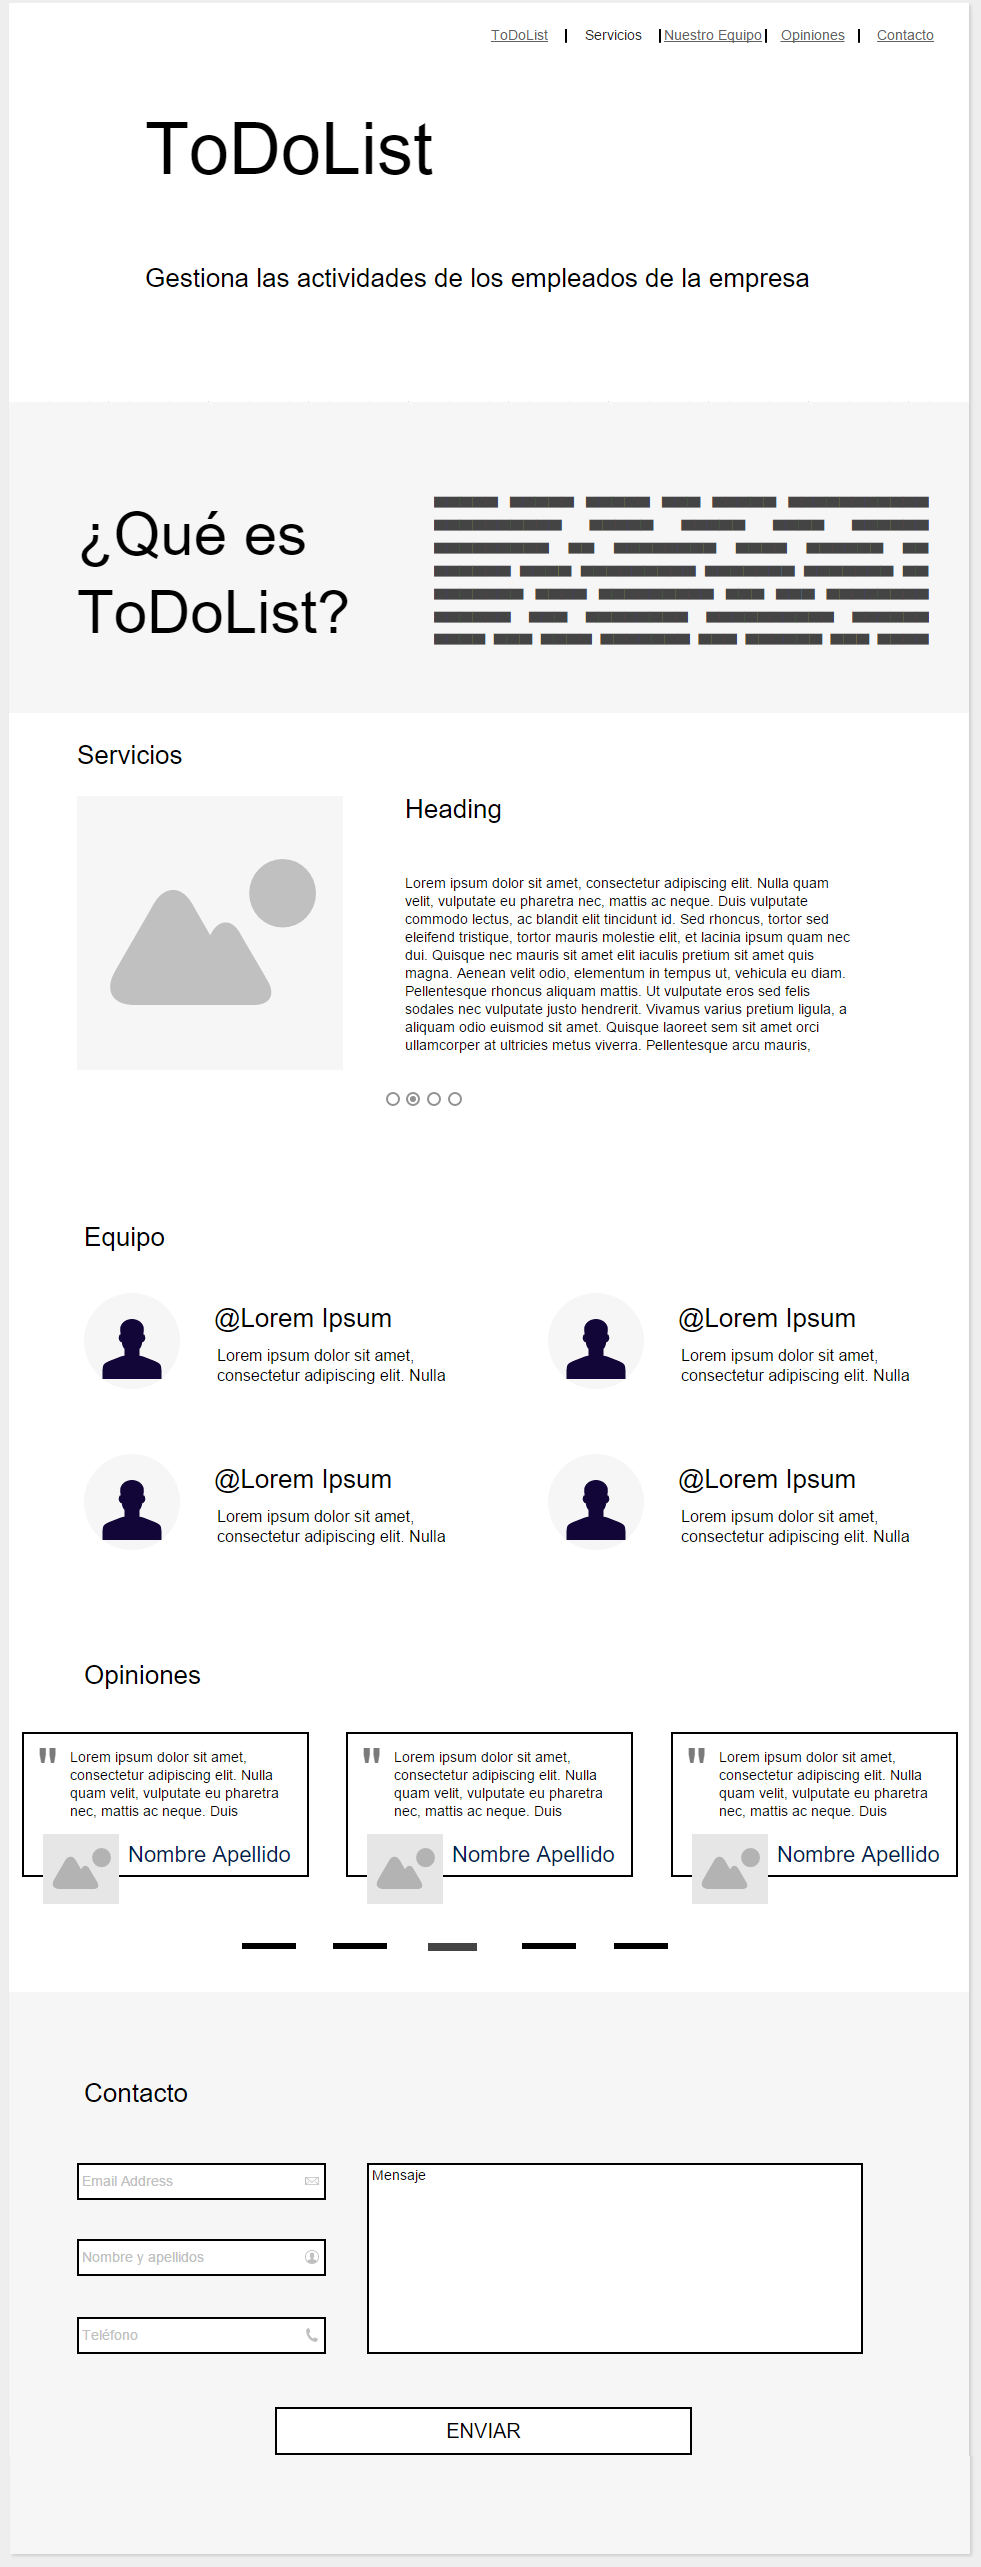 ToDoList | Servicios | Nuestro Equipo | Opiniones | Contacto
ToDoList
Gestiona las actividades de los empleados de la empresa
¿Qué es
ToDoList?
Servicios
Heading
Lorem ipsum dolor sit amet, consectetur adipiscing elit. Nulla quam
velit, vulputate eu pharetra nec, mattis ac neque. Duis vulputate
commodo lectus, ac blandit elit tincidunt id. Sed rhoncus, tortor sed
eleifend tristique, tortor mauris molestie elit, et lacinia ipsum quam nec
dui. Quisque nec mauris sit amet elit iaculis pretium sit amet quis
magna. Aenean velit odio, elementum in tempus ut, vehicula eu diam.
Pellentesque rhoncus aliquam mattis. Ut vulputate eros sed felis
sodales nec vulputate justo hendrerit. Vivamus varius pretium ligula, a
aliquam odio euismod sit amet. Quisque laoreet sem sit amet orci
ullamcorper at ultricies metus viverra. Pellentesque arcu mauris,
Equipo
@Lorem Ipsum
Lorem ipsum dolor sit amet,
consectetur adipiscing elit. Nulla
@Lorem Ipsum
Lorem ipsum dolor sit amet,
consectetur adipiscing elit. Nulla
@Lorem Ipsum
Lorem ipsum dolor sit amet,
consectetur adipiscing elit. Nulla
@Lorem Ipsum
Lorem ipsum dolor sit amet,
consectetur adipiscing elit. Nulla
Opiniones
" Lorem ipsum dolor sit amet,
consectetur adipiscing elit. Nulla
quam velit, vulputate eu pharetra
nec, mattis ac neque. Duis
Nombre Apellido
" Lorem ipsum dolor sit amet,
consectetur adipiscing elit. Nulla
quam velit, vulputate eu pharetra
nec, mattis ac neque. Duis
Nombre Apellido
" Lorem ipsum dolor sit amet,
consectetur adipiscing elit. Nulla
quam velit, vulputate eu pharetra
nec, mattis ac neque. Duis
Nombre Apellido
Contacto
Email Address
Nombre y apellidos
Teléfono
Mensaje
ENVIAR